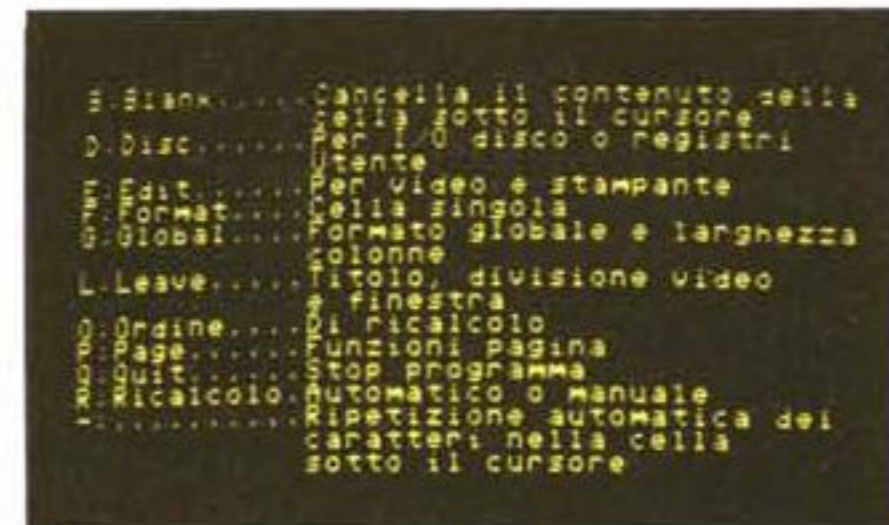 B.Blank.....Cancella il contenuto della
cella sotto il cursore
D.Disc......Per I/O disco o registri
utente
E.Edit......Per video e stampante
F.Format....Cella singola
G.Global....Formato globale e larghezza
colonne
L.Leave.....Titolo, divisione video
a finestra
O.Ordine....Di ricalcolo
P.Page......Funzioni pagina
Q.Quit......Stop programma
R.Ricalcolo.Automatico o manuale
-...........Ripetizione automatica dei
caratteri nella cella
sotto il cursore